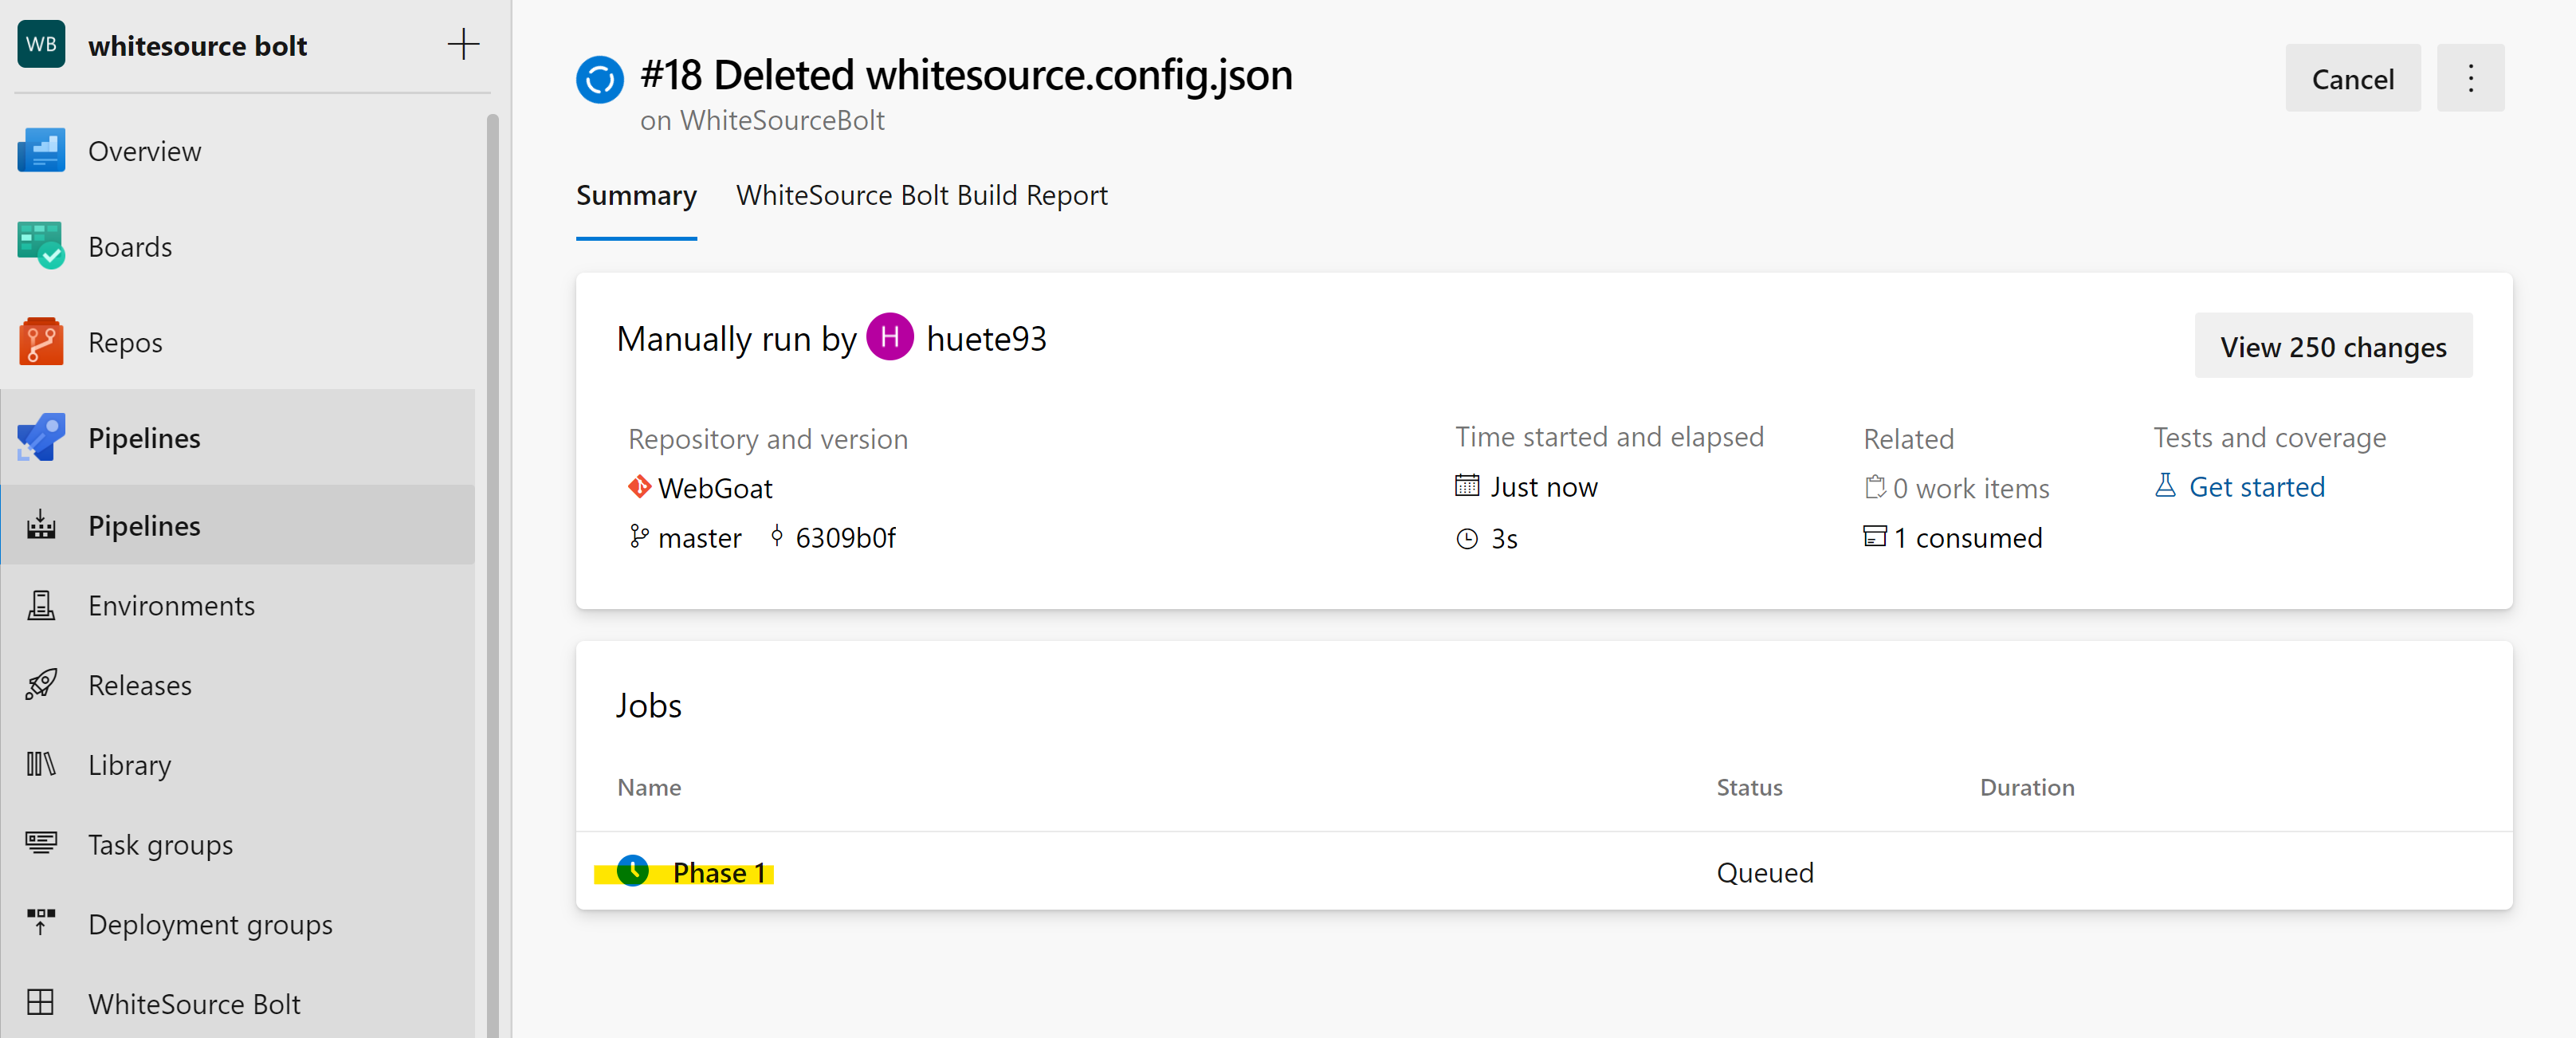 WB whitesource bolt
Overview
Boards
Repos
Pipelines
Pipelines
Environments
Releases
Library
Task groups
Deployment groups
WhiteSource Bolt
#18 Deleted whitesource.config.json
on WhiteSourceBolt
Cancel
Summary WhiteSource Bolt Build Report
Manually run by H huete93
View 250 changes
Repository and version
WebGoat
master 6309b0f
Time started and elapsed
Just now
3s
Related
0 work items
1 consumed
Tests and coverage
Get started
Jobs
Name Status Duration
Phase 1 Queued